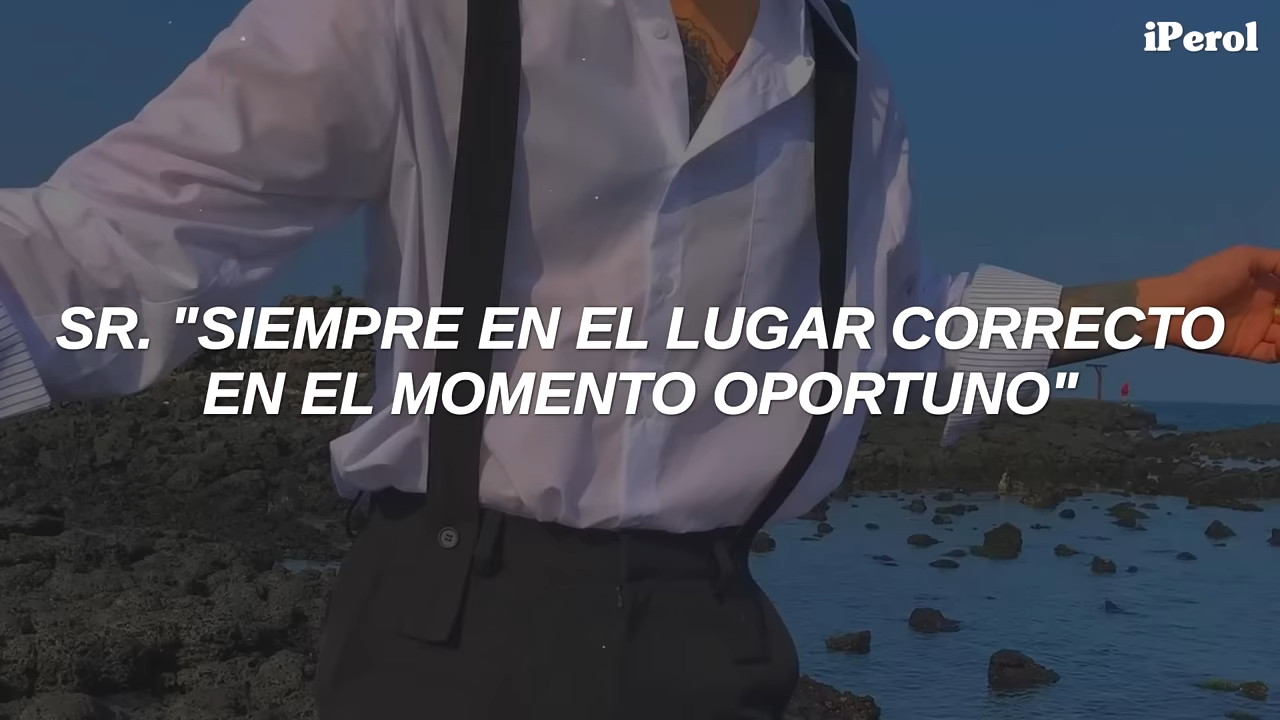 iPerol
SR. "SIEMPRE EN EL LUGAR CORRECTO
EN EL MOMENTO OPORTUNO"